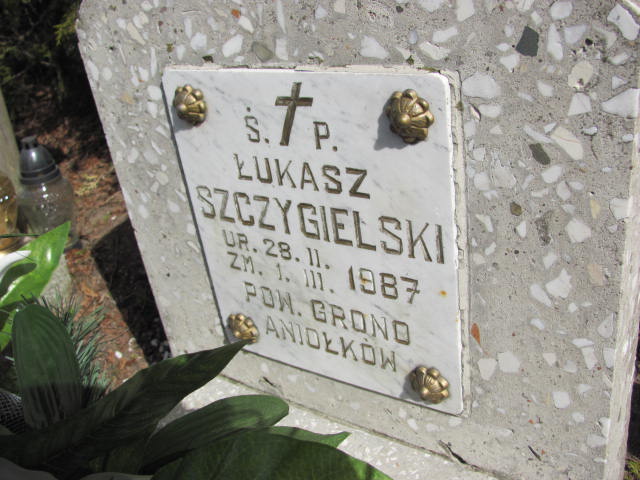 Ś. P.
ŁUKASZ
SZCZYGIELSKI
UR. 28. II.
ZM. 1. III. 1987
POW. GRONO
ANIOŁKÓW